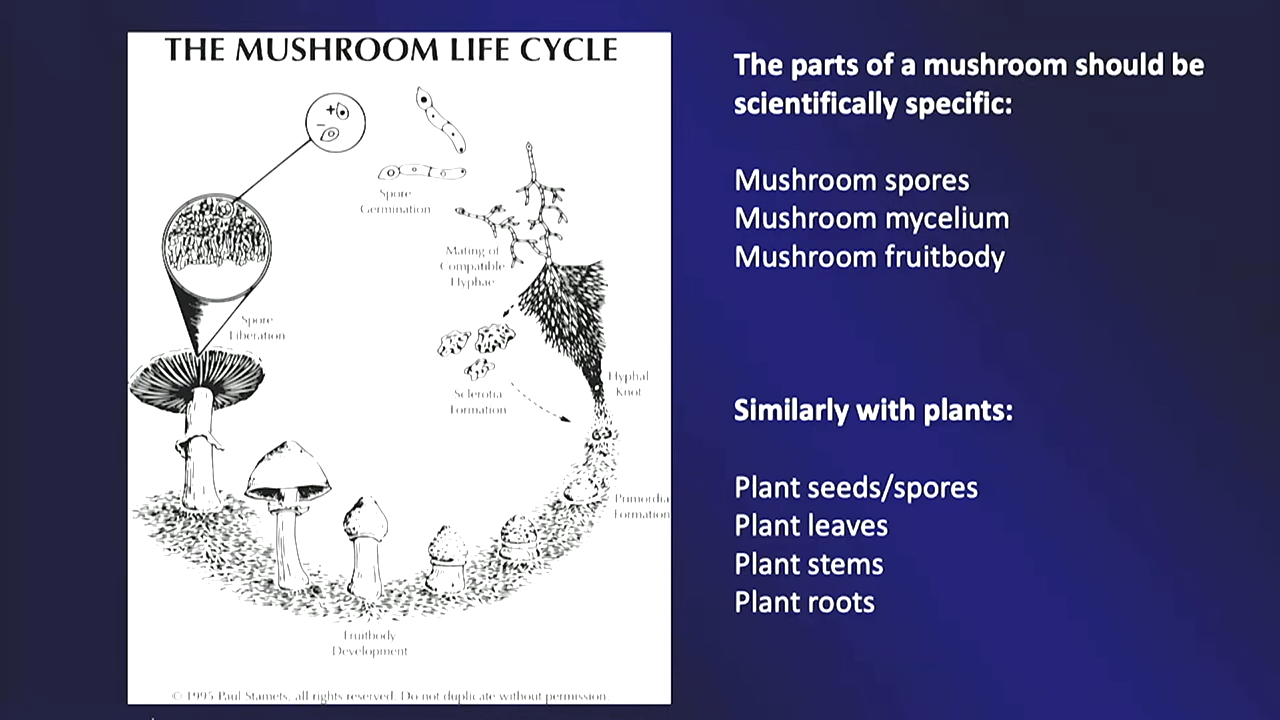 THE MUSHROOM LIFE CYCLE
+
−
Spore
Germination
Mating of
Compatible
Hyphae
Spore
Liberation
Hyphal
Knot
Sclerotia
Formation
Primordia
Formation
Fruitbody
Development
© 1995 Paul Stamets, all rights reserved. Do not duplicate without permission.
The parts of a mushroom should be
scientifically specific:
Mushroom spores
Mushroom mycelium
Mushroom fruitbody
Similarly with plants:
Plant seeds/spores
Plant leaves
Plant stems
Plant roots